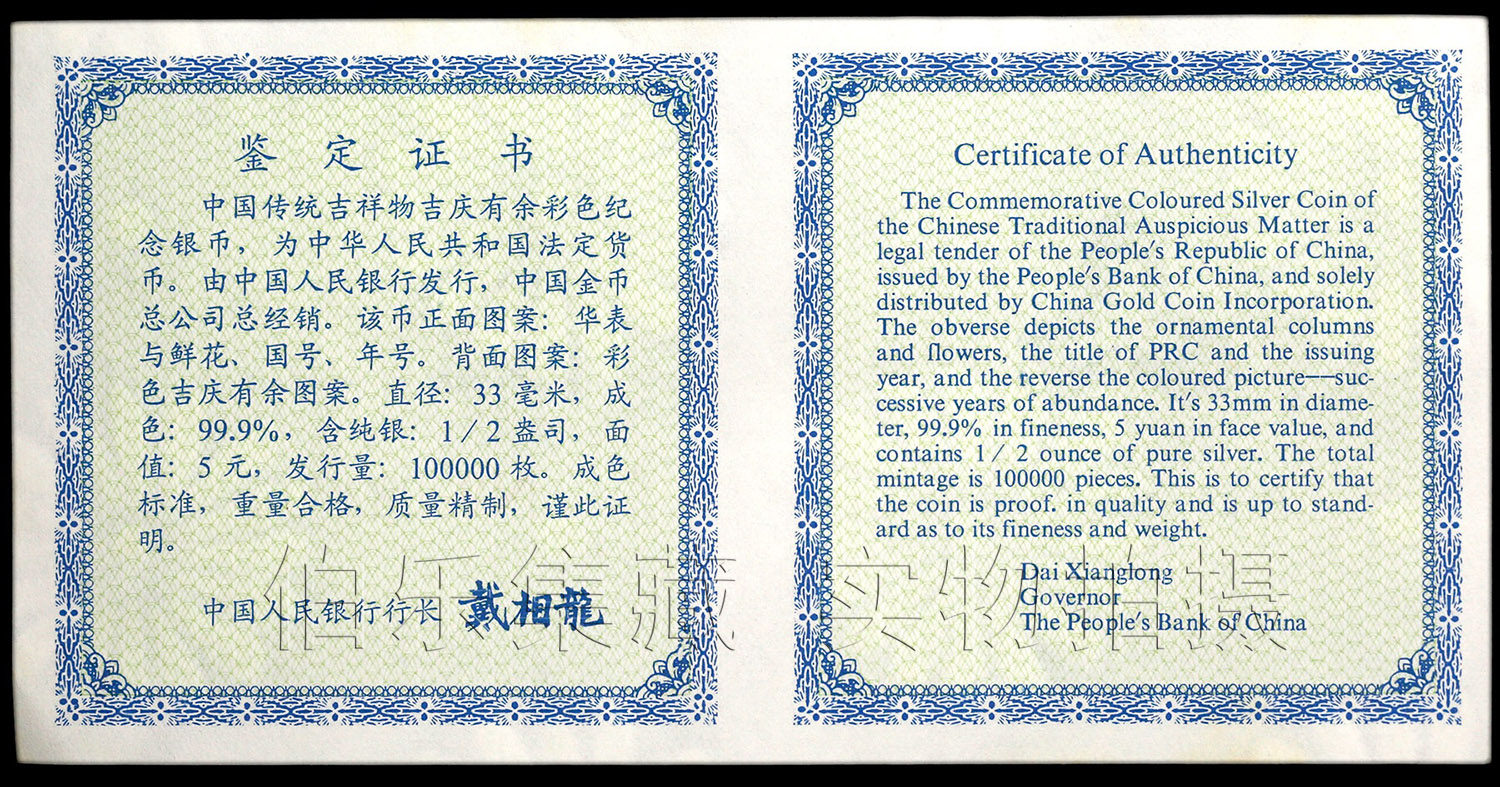 鉴定证书
中国传统吉祥物吉庆有余彩色纪
念银币，为中华人民共和国法定货
币。由中国人民银行发行，中国金币
总公司总经销。该币正面图案：华表
与鲜花、国号、年号。背面图案：彩
色吉庆有余图案。直径：33毫米，成
色：99.9%，含纯银：1/2盎司，面
值：5元，发行量：100000枚。成色
标准，重量合格，质量精制，谨此证
明。
中国人民银行行长 戴相龍
Certificate of Authenticity
The Commemorative Coloured Silver Coin of
the Chinese Traditional Auspicious Matter is a
legal tender of the People's Republic of China,
issued by the People's Bank of China, and solely
distributed by China Gold Coin Incorporation.
The obverse depicts the ornamental columns
and flowers, the title of PRC and the issuing
year, and the reverse the coloured picture—suc-
cessive years of abundance. It's 33mm in diame-
ter, 99.9% in fineness, 5 yuan in face value, and
contains 1/2 ounce of pure silver. The total
mintage is 100000 pieces. This is to certify that
the coin is proof. in quality and is up to stand-
ard as to its fineness and weight.
Dai Xianglong
Governor
The People's Bank of China
伯乐集藏 实物拍摄